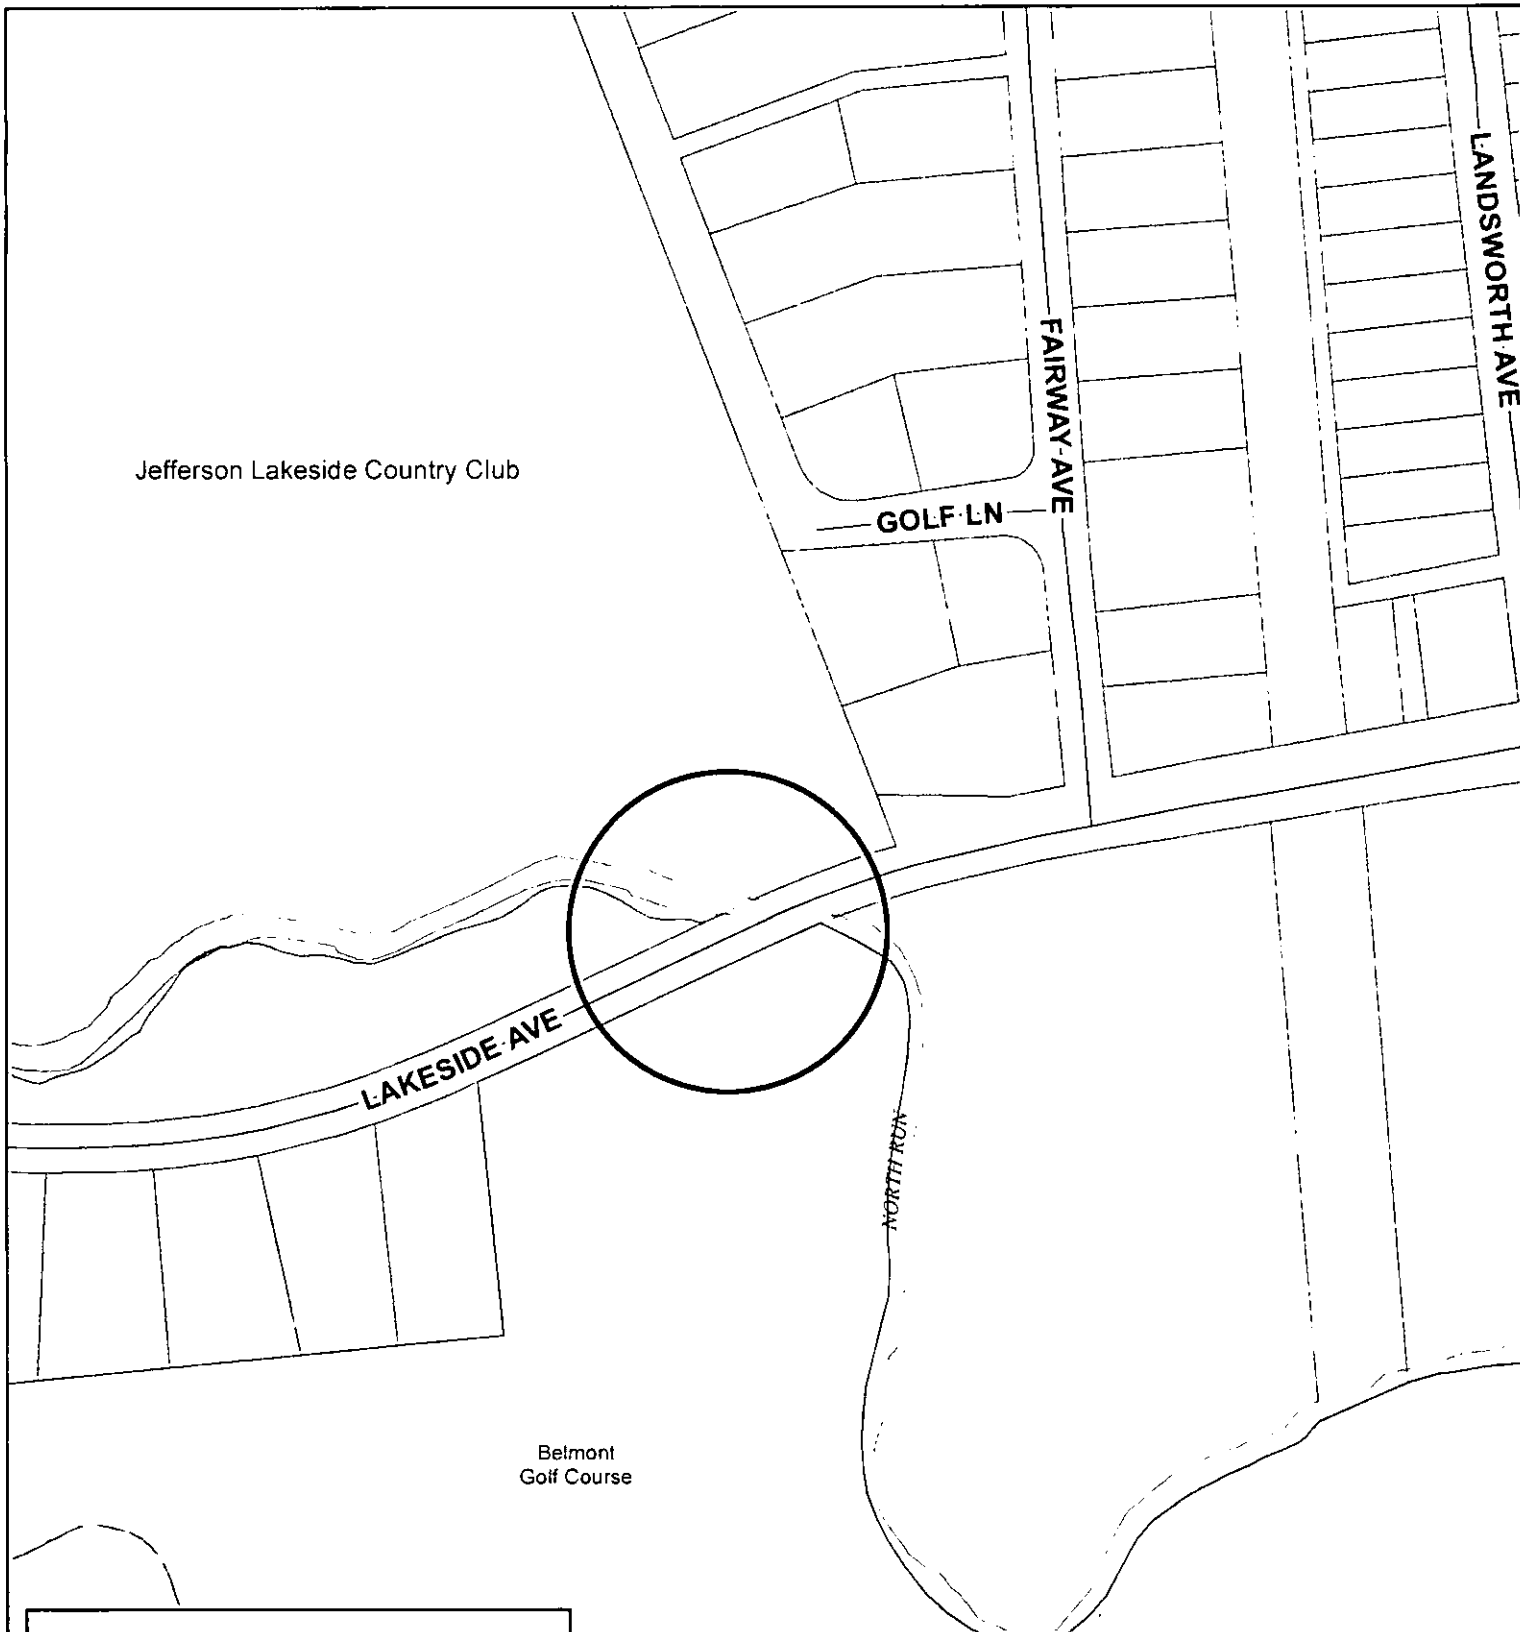 LANDSWORTH AVE
FAIRWAY AVE
Jefferson Lakeside Country Club
GOLF LN
LAKESIDE AVE
NORTH RUN
Belmont
Golf Course